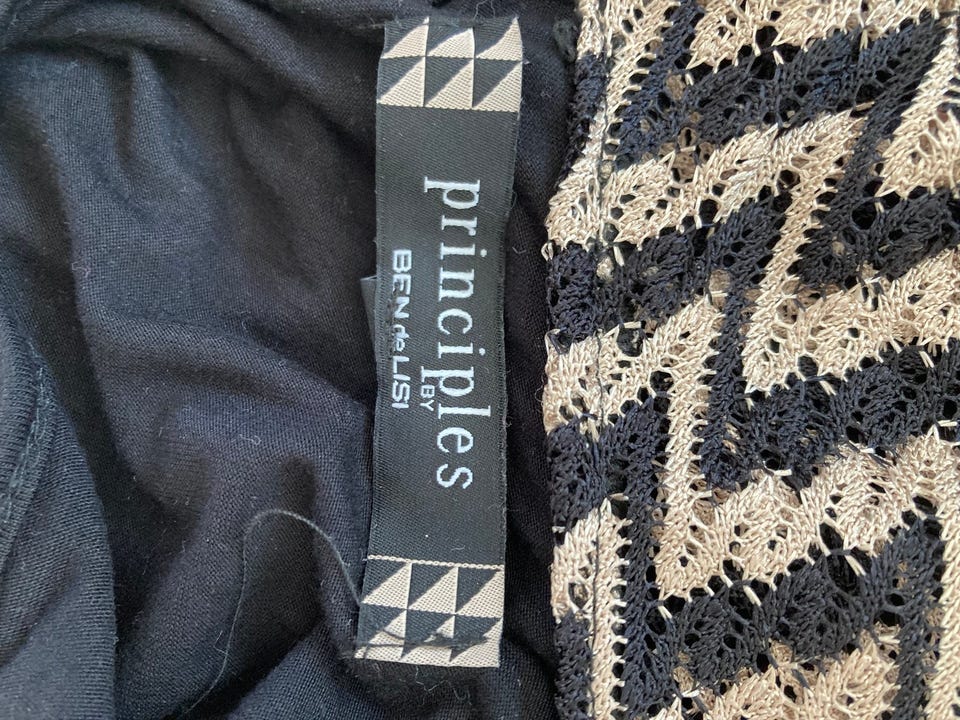 principles
BY
BEN de LISI